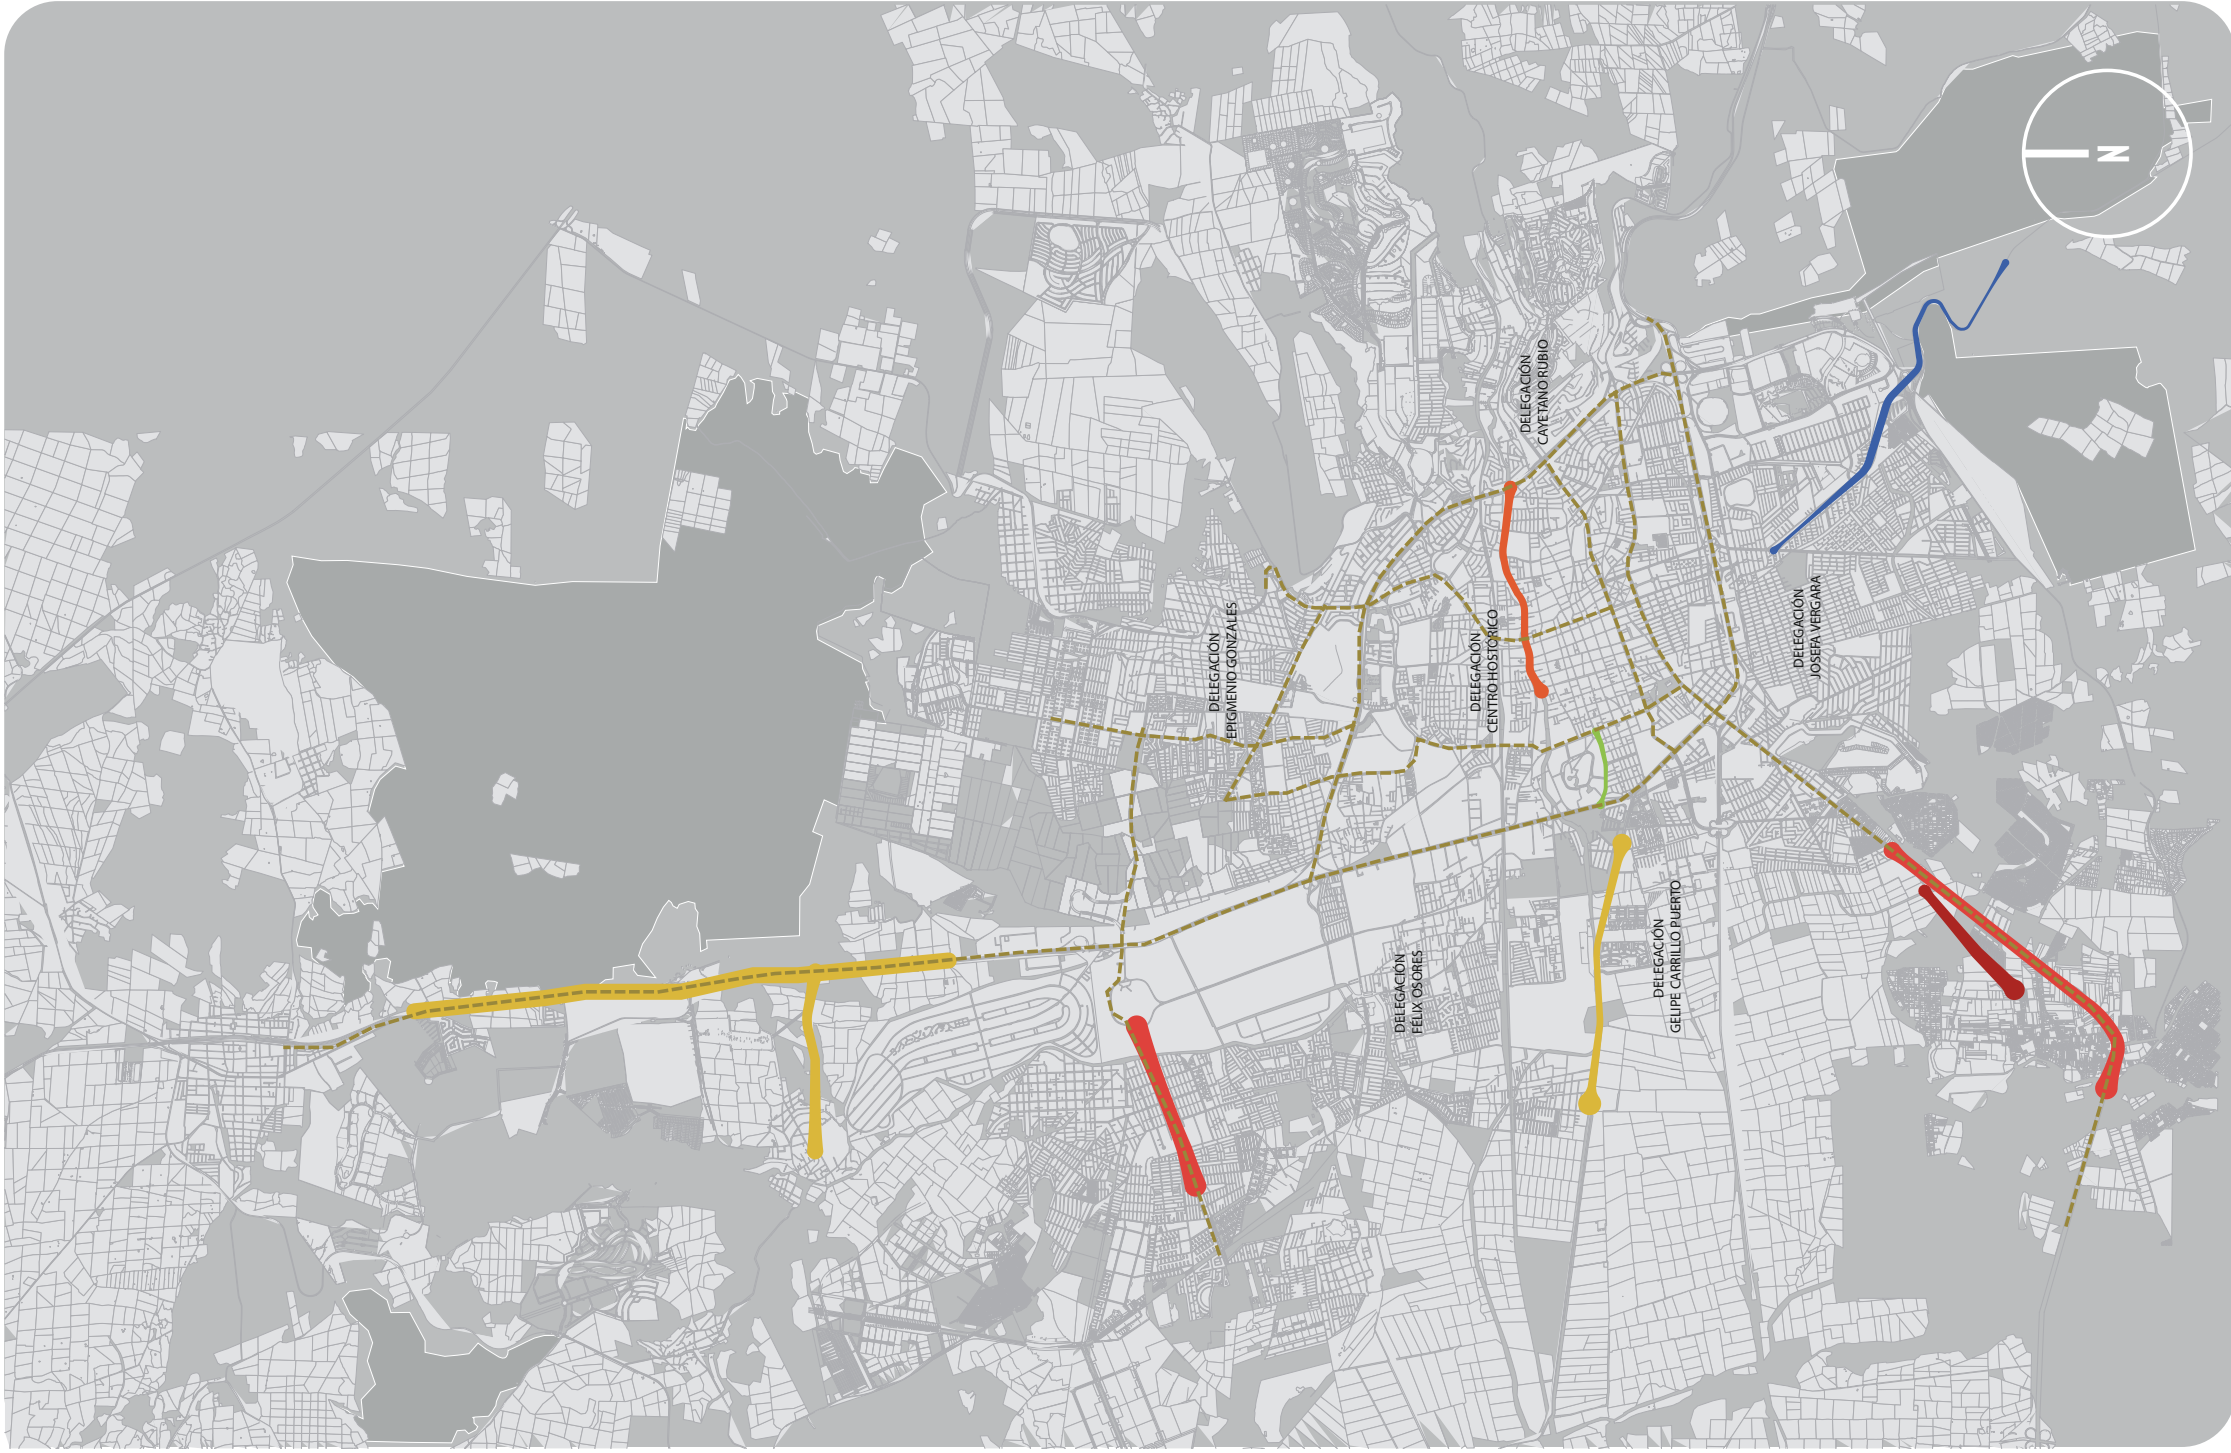 N
DELEGACIÓN
CAYETANO RUBIO
DELEGACIÓN
EPIGMENIO GONZALES
DELEGACIÓN
CENTRO HOSTÓRICO
DELEGACIÓN
JOSEFA VERGARA
DELEGACIÓN
FÉLIX OSORES
DELEGACIÓN
GELIPE CARRILLO PUERTO